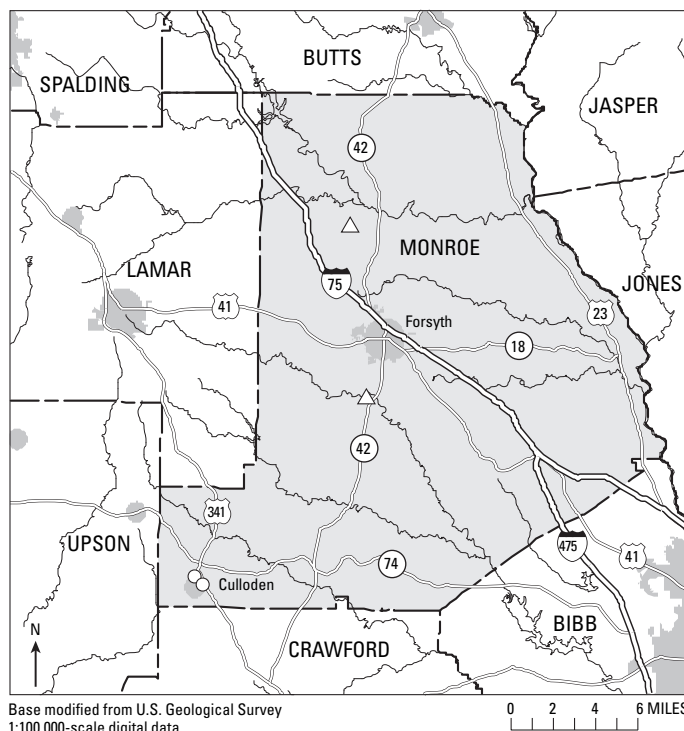 BUTTS
SPALDING
JASPER
42
MONROE
LAMAR
75
JONES
41
23
Forsyth
18
42
341
UPSON
74
475
41
Culloden
BIBB
N
CRAWFORD
Base modified from U.S. Geological Survey
1:100,000-scale digital data
0 2 4 6 MILES